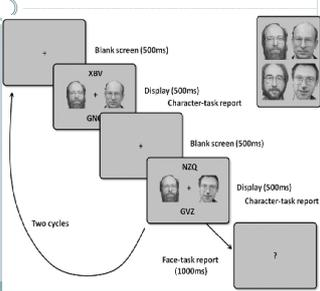 +
Blank screen (500ms)
XBV
+
Display (500ms)
Character-task report
+
Blank screen (500ms)
NZQ
+
GVZ
Display (500ms)
Character-task report
Two cycles
Face-task report
(1000ms)
?